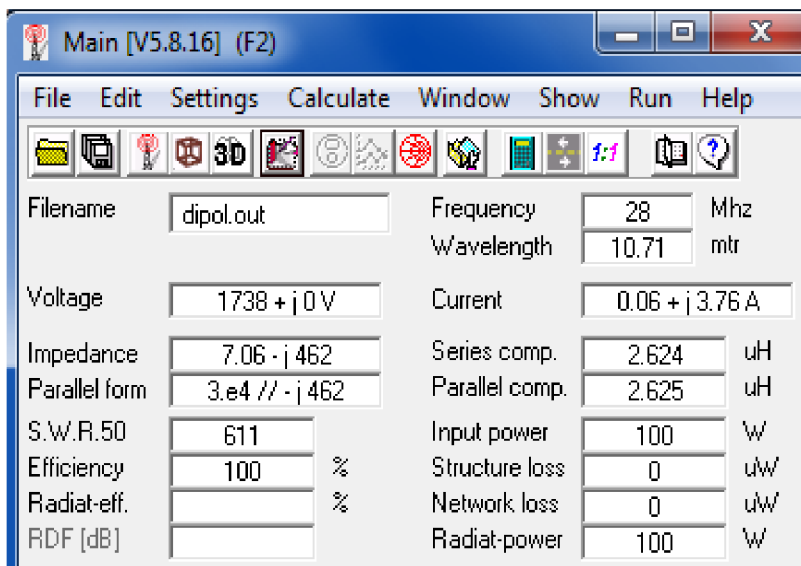 Main [V5.8.16] (F2)
File Edit Settings Calculate Window Show Run Help
3D 1:1
Filename dipol.out Frequency 28 Mhz
Wavelength 10.71 mtr
Voltage 1738 + j 0 V Current 0.06 + j 3.76 A
Impedance 7.06 - j 462 Series comp. 2.624 uH
Parallel form 3.e4 // - j 462 Parallel comp. 2.625 uH
S.W.R.50 611 Input power 100 W
Efficiency 100 % Structure loss 0 uW
Radiat-eff. % Network loss 0 uW
RDF [dB] Radiat-power 100 W